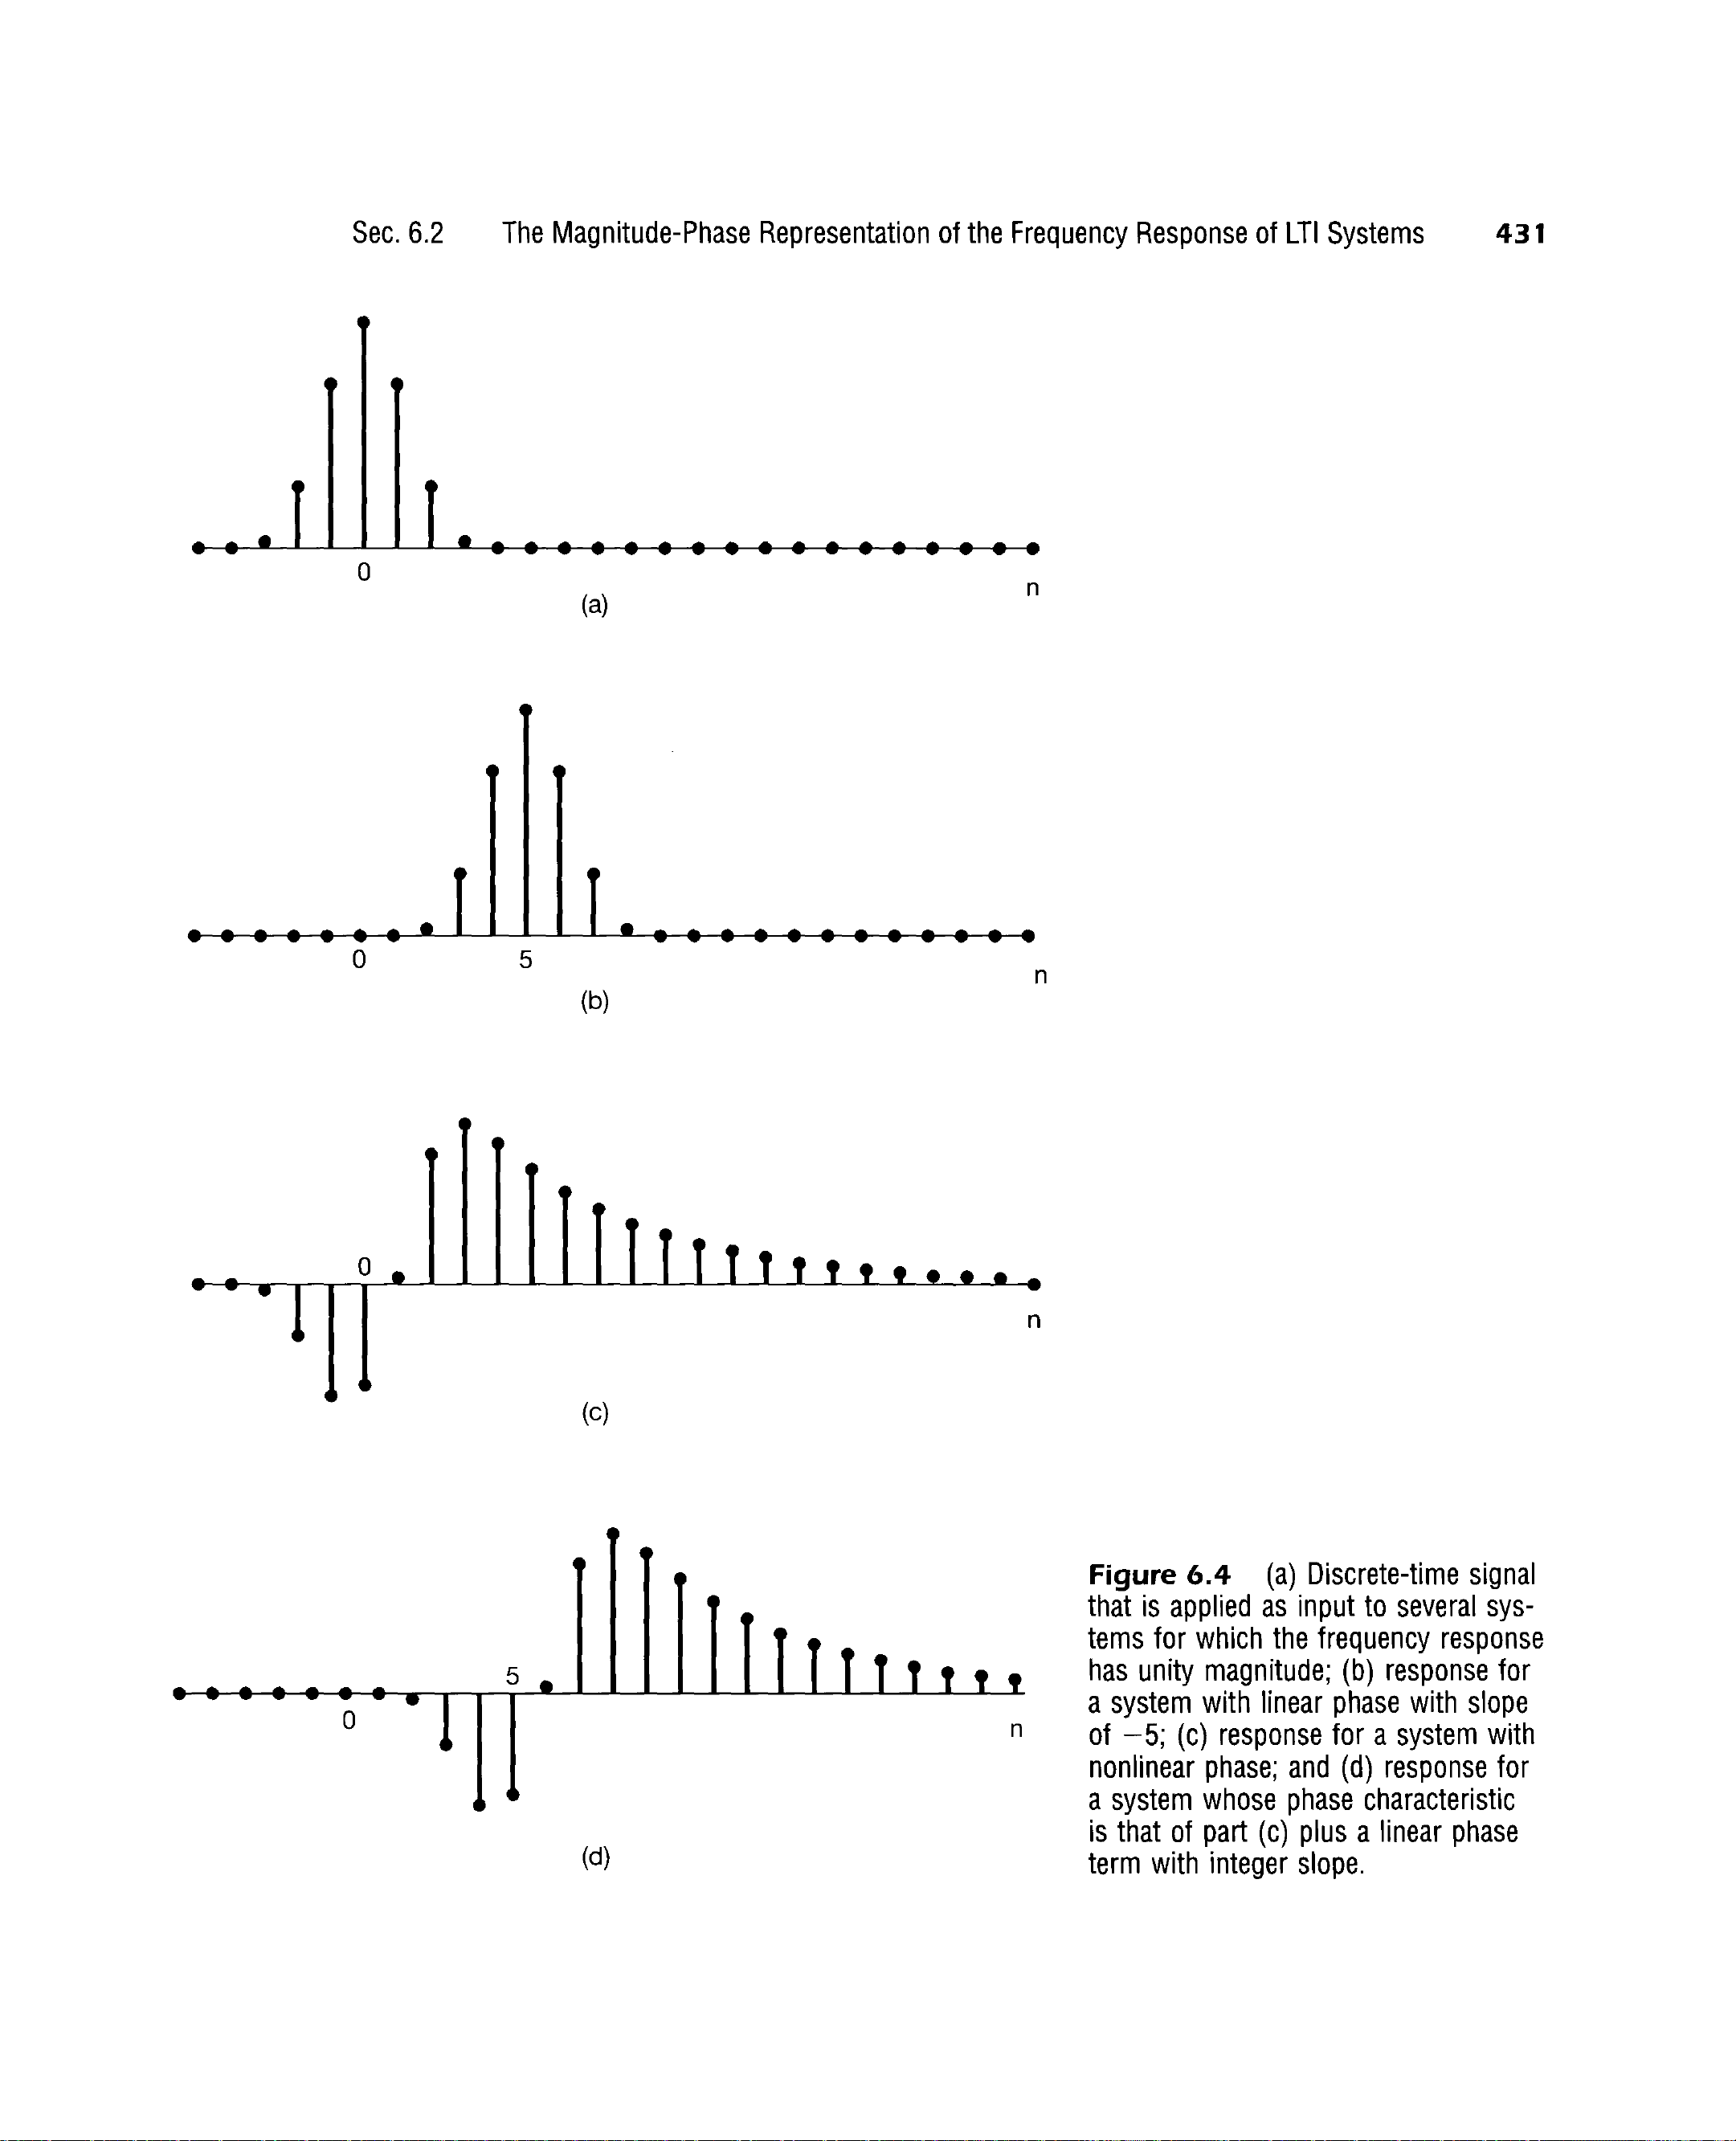 Sec. 6.2 The Magnitude-Phase Representation of the Frequency Response of LTI Systems 431
0
n
(a)
0 5
n
(b)
0
n
(c)
5
0
n
(d)
Figure 6.4 (a) Discrete-time signal
that is applied as input to several sys-
tems for which the frequency response
has unity magnitude; (b) response for
a system with linear phase with slope
of −5; (c) response for a system with
nonlinear phase; and (d) response for
a system whose phase characteristic
is that of part (c) plus a linear phase
term with integer slope.